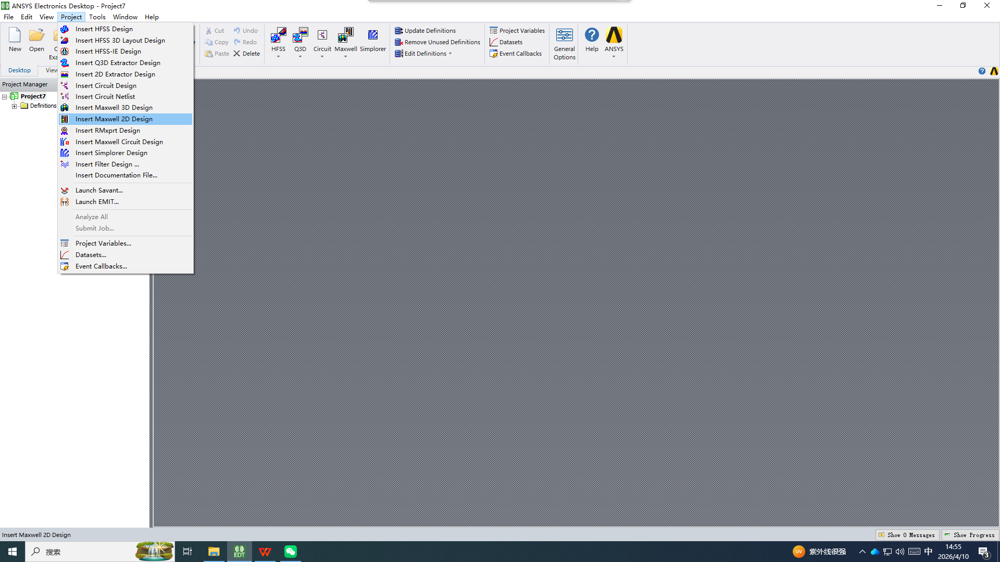 ANSYS Electronics Desktop - Project7
File Edit View Project Tools Window Help
Insert HFSS Design
Insert HFSS 3D Layout Design
Insert HFSS-IE Design
Insert Q3D Extractor Design
Insert 2D Extractor Design
Insert Circuit Design
Insert Circuit Netlist
Insert Maxwell 3D Design
Insert Maxwell 2D Design
Insert RMxprt Design
Insert Maxwell Circuit Design
Insert Simplorer Design
Insert Filter Design ...
Insert Documentation File...
Launch Savant...
Launch EMIT...
Analyze All
Submit Job...
Project Variables...
Datasets...
Event Callbacks...
New Open
Cut Undo
Copy Redo
Paste Delete
HFSS Q3D Circuit Maxwell Simplorer
Update Definitions
Remove Unused Definitions
Edit Definitions
Project Variables
Datasets
Event Callbacks
General
Options
Help ANSYS
Desktop View
Project Manager
Project7
Definitions
Insert Maxwell 2D Design
Show 0 Messages Show Progress
搜索
EDT
UV 紫外线很强
中
14:55
2026/4/10
3